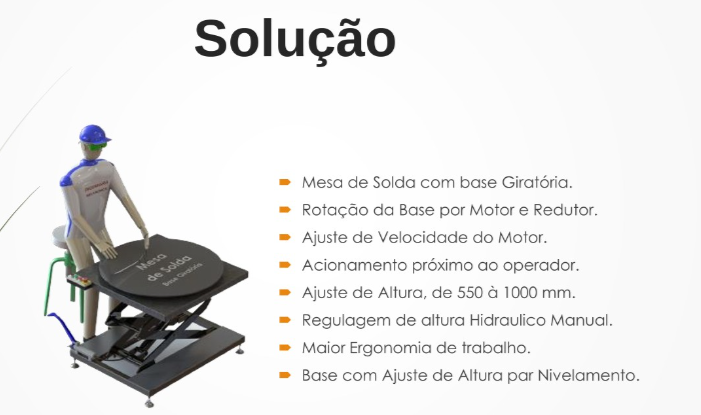 Solução
Mesa de Solda com base Giratória.
Rotação da Base por Motor e Redutor.
Ajuste de Velocidade do Motor.
Acionamento próximo ao operador.
Ajuste de Altura, de 550 à 1000 mm.
Regulagem de altura Hidraulico Manual.
Maior Ergonomia de trabalho.
Base com Ajuste de Altura par Nivelamento.
Mesa
de Solda
Base Giratória